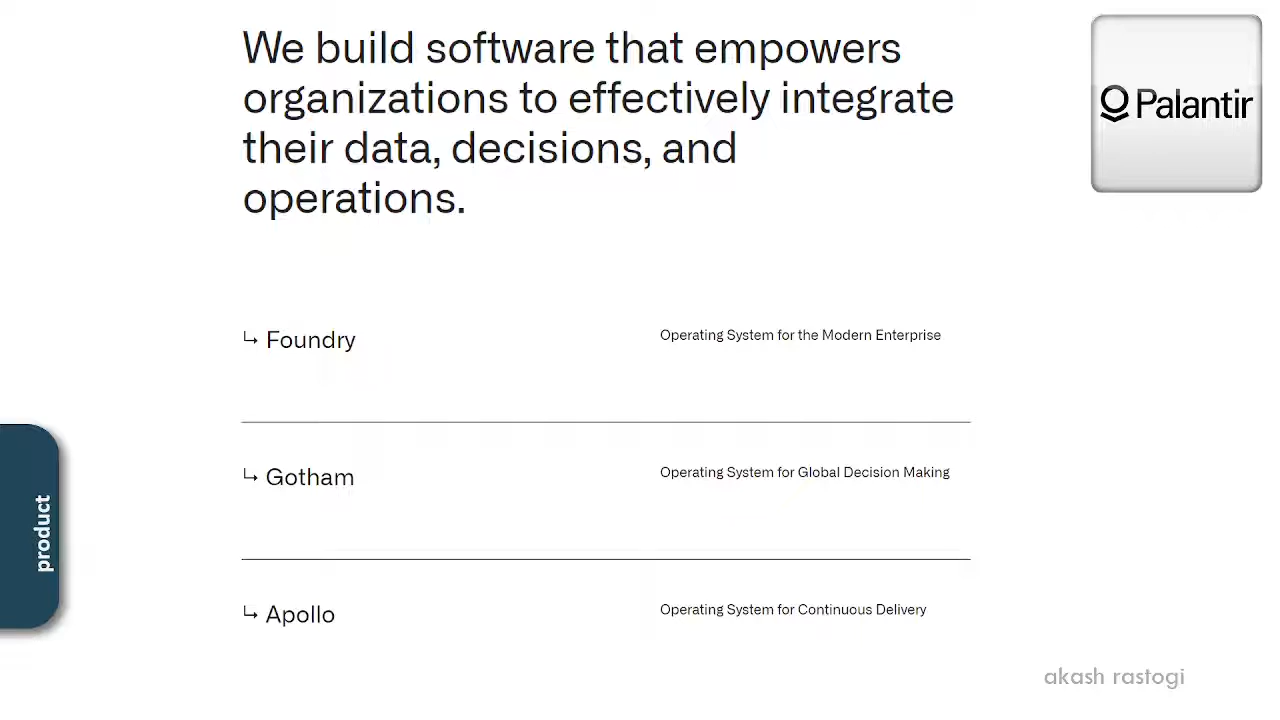 We build software that empowers
organizations to effectively integrate
their data, decisions, and
operations.
Palantir
↳ Foundry
Operating System for the Modern Enterprise
↳ Gotham
Operating System for Global Decision Making
product
↳ Apollo
Operating System for Continuous Delivery
akash rastogi